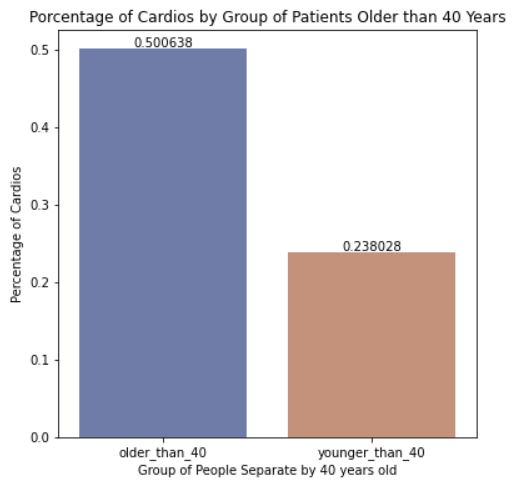 Porcentage of Cardios by Group of Patients Older than 40 Years
0.500638
0.238028
Percentage of Cardios
0.5
0.4
0.3
0.2
0.1
0.0
older_than_40 younger_than_40
Group of People Separate by 40 years old